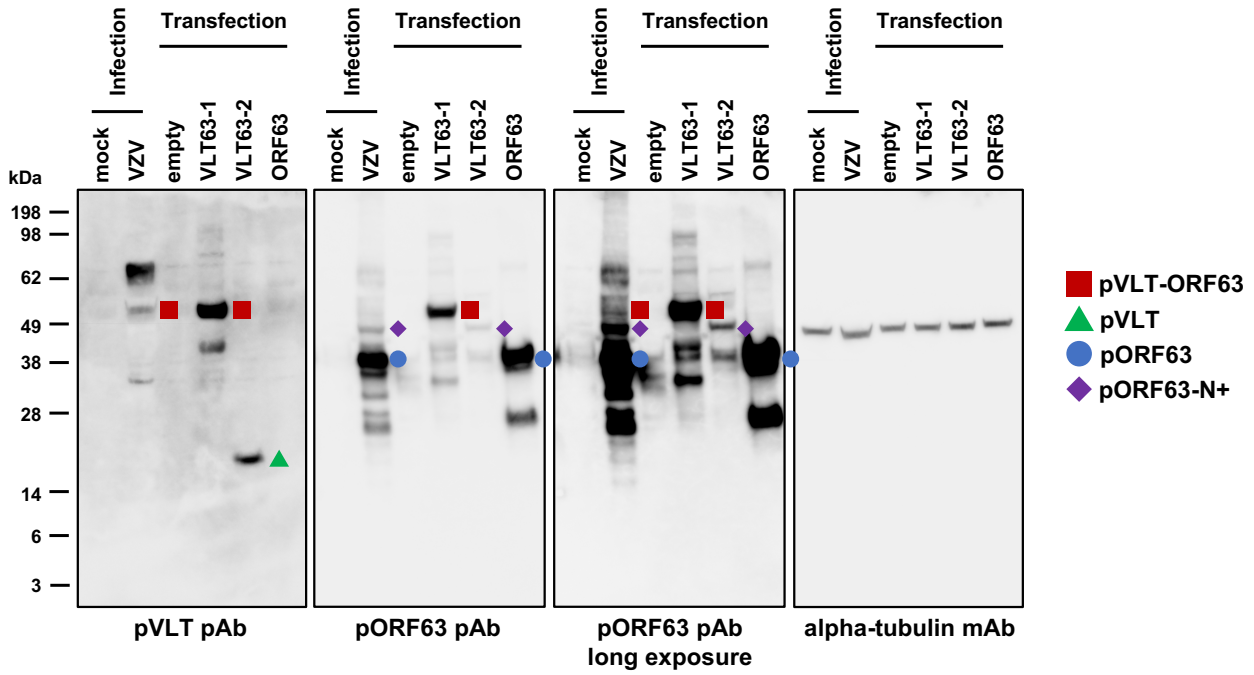 Infection
Transfection
Infection
Transfection
Infection
Transfection
Infection
Transfection
mock
VZV
empty
VLT63-1
VLT63-2
ORF63
mock
VZV
empty
VLT63-1
VLT63-2
ORF63
mock
VZV
empty
VLT63-1
VLT63-2
ORF63
mock
VZV
empty
VLT63-1
VLT63-2
ORF63
kDa
198
98
62
49
38
28
14
6
3
pVLT-ORF63
pVLT
pORF63
pORF63-N+
pVLT pAb
pORF63 pAb
pORF63 pAb
long exposure
alpha-tubulin mAb